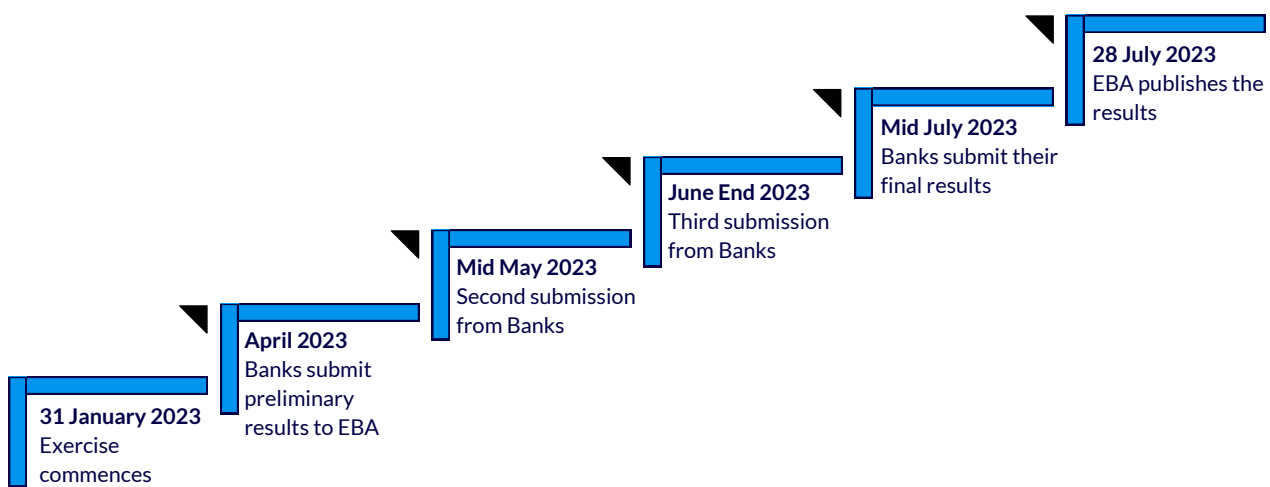 31 January 2023
Exercise
commences
April 2023
Banks submit
preliminary
results to EBA
Mid May 2023
Second submission
from Banks
June End 2023
Third submission
from Banks
Mid July 2023
Banks submit their
final results
28 July 2023
EBA publishes the
results